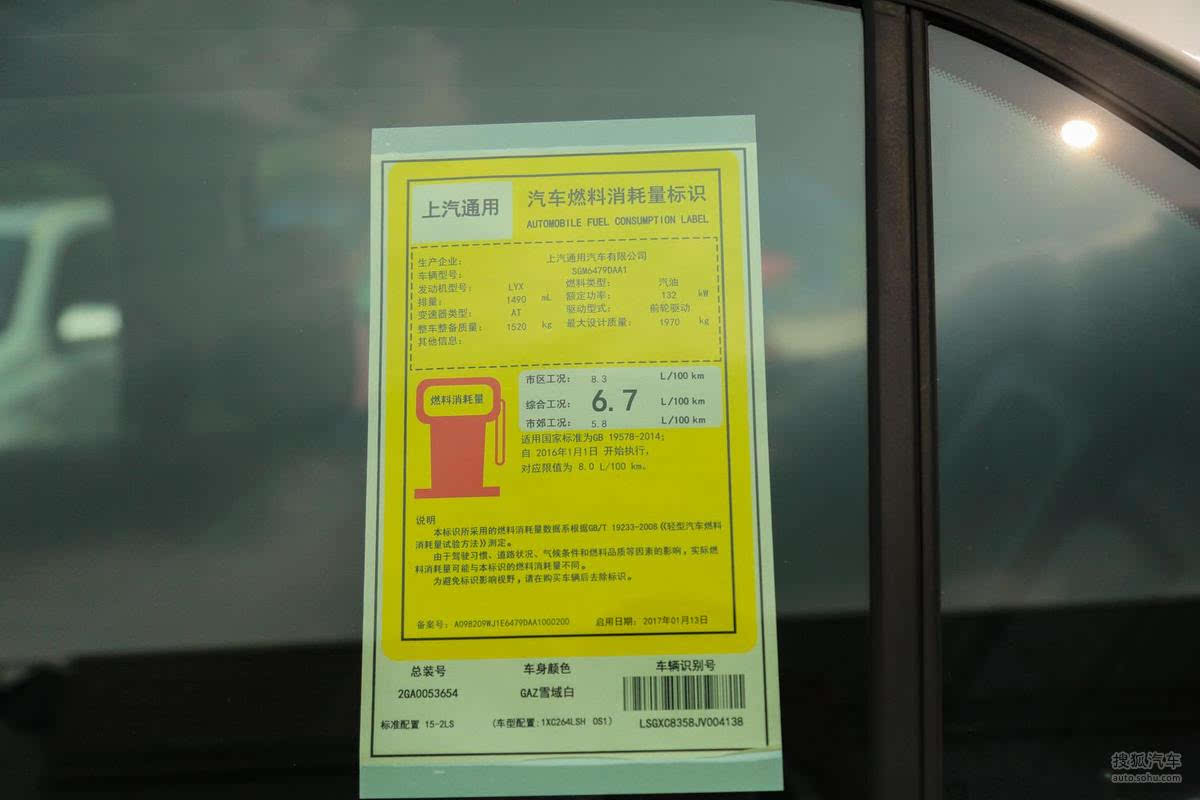 上汽通用
汽车燃料消耗量标识
AUTOMOBILE FUEL CONSUMPTION LABEL
生产企业: 上汽通用汽车有限公司
车辆型号: SGM6479DAA1
发动机型号: LYX 燃料类型: 汽油
排量: 1490 mL 额定功率: 132 kW
变速器类型: AT 驱动型式: 前轮驱动
整车整备质量: 1520 kg 最大设计质量: 1970 kg
其他信息:
燃料消耗量
市区工况: 8.3 L/100 km
综合工况: 6.7 L/100 km
市郊工况: 5.8 L/100 km
适用国家标准为GB 19578-2014;
自 2016年1月1日 开始执行,
对应限值为 8.0 L/100 km。
说明
本标识所采用的燃料消耗量数据系根据GB/T 19233-2008《轻型汽车燃料
消耗量试验方法》测定。
由于驾驶习惯、道路状况、气候条件和燃料品质等因素的影响,实际燃
料消耗量可能与本标识的燃料消耗量不同。
为避免标识影响视野,请在购买车辆后去除标识。
备案号: A098209WJ1E6479DAA1000200 启用日期: 2017年01月13日
总装号 车身颜色 车辆识别号
2GA0053654 GAZ雪域白
标准配置 15-2LS (车型配置:1XC264LSH 0S1) LSGXC8358JV004138
搜狐汽车
auto.sohu.com